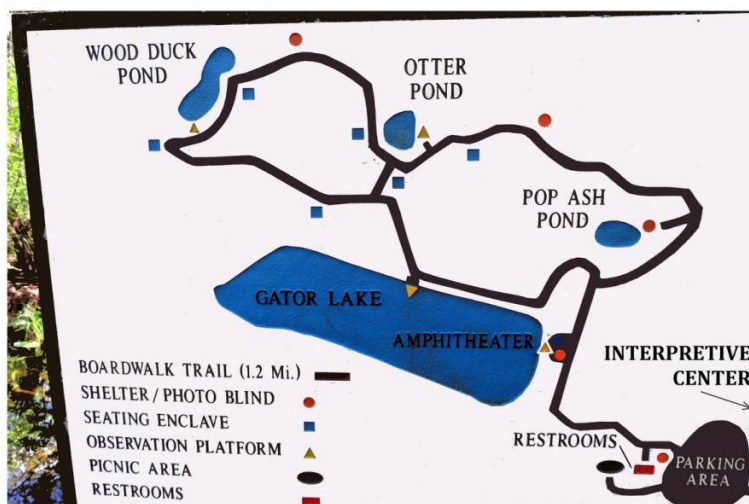 WOOD DUCK
POND
OTTER
POND
POP ASH
POND
GATOR LAKE
AMPHITHEATER
INTERPRETIVE
CENTER
RESTROOMS
PARKING
AREA
BOARDWALK TRAIL (1.2 MI.)
SHELTER / PHOTO BLIND
SEATING ENCLAVE
OBSERVATION PLATFORM
PICNIC AREA
RESTROOMS